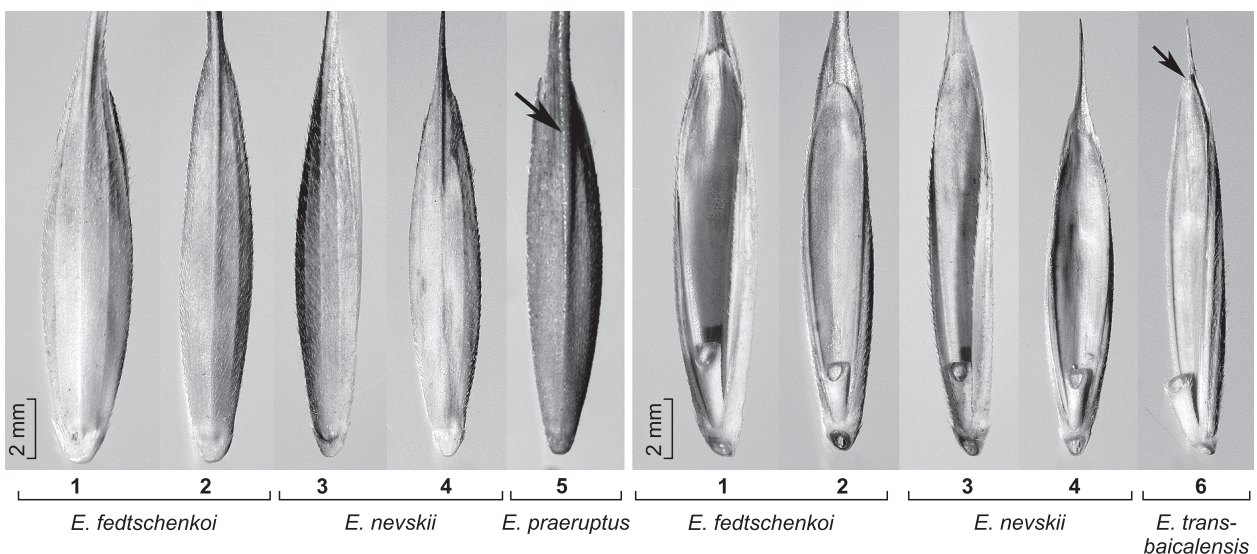 2 mm
2 mm
1 2 3 4 5 1 2 3 4 6
E. fedtschenkoi E. nevskii E. praeruptus E. fedtschenkoi E. nevskii E. trans-
baicalensis